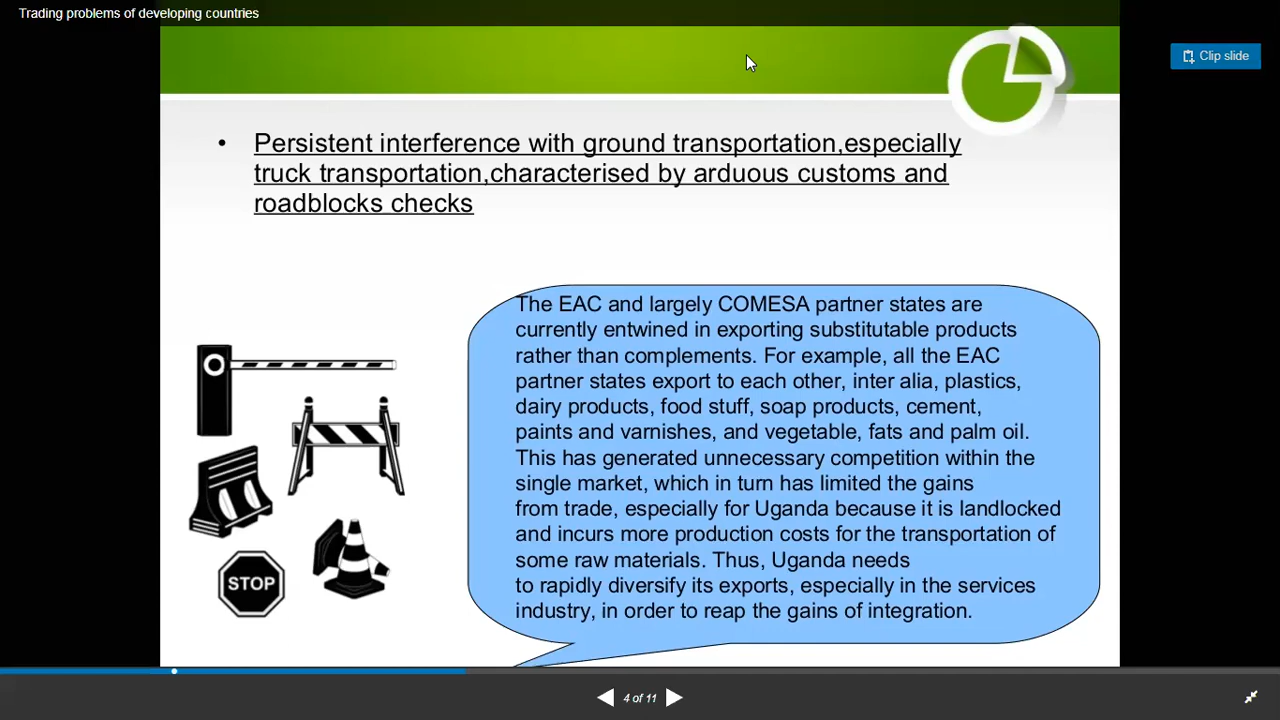 Trading problems of developing countries
Clip slide
• Persistent interference with ground transportation,especially
truck transportation,characterised by arduous customs and
roadblocks checks
The EAC and largely COMESA partner states are
currently entwined in exporting substitutable products
rather than complements. For example, all the EAC
partner states export to each other, inter alia, plastics,
dairy products, food stuff, soap products, cement,
paints and varnishes, and vegetable, fats and palm oil.
This has generated unnecessary competition within the
single market, which in turn has limited the gains
from trade, especially for Uganda because it is landlocked
and incurs more production costs for the transportation of
some raw materials. Thus, Uganda needs
to rapidly diversify its exports, especially in the services
industry, in order to reap the gains of integration.
STOP
4 of 11